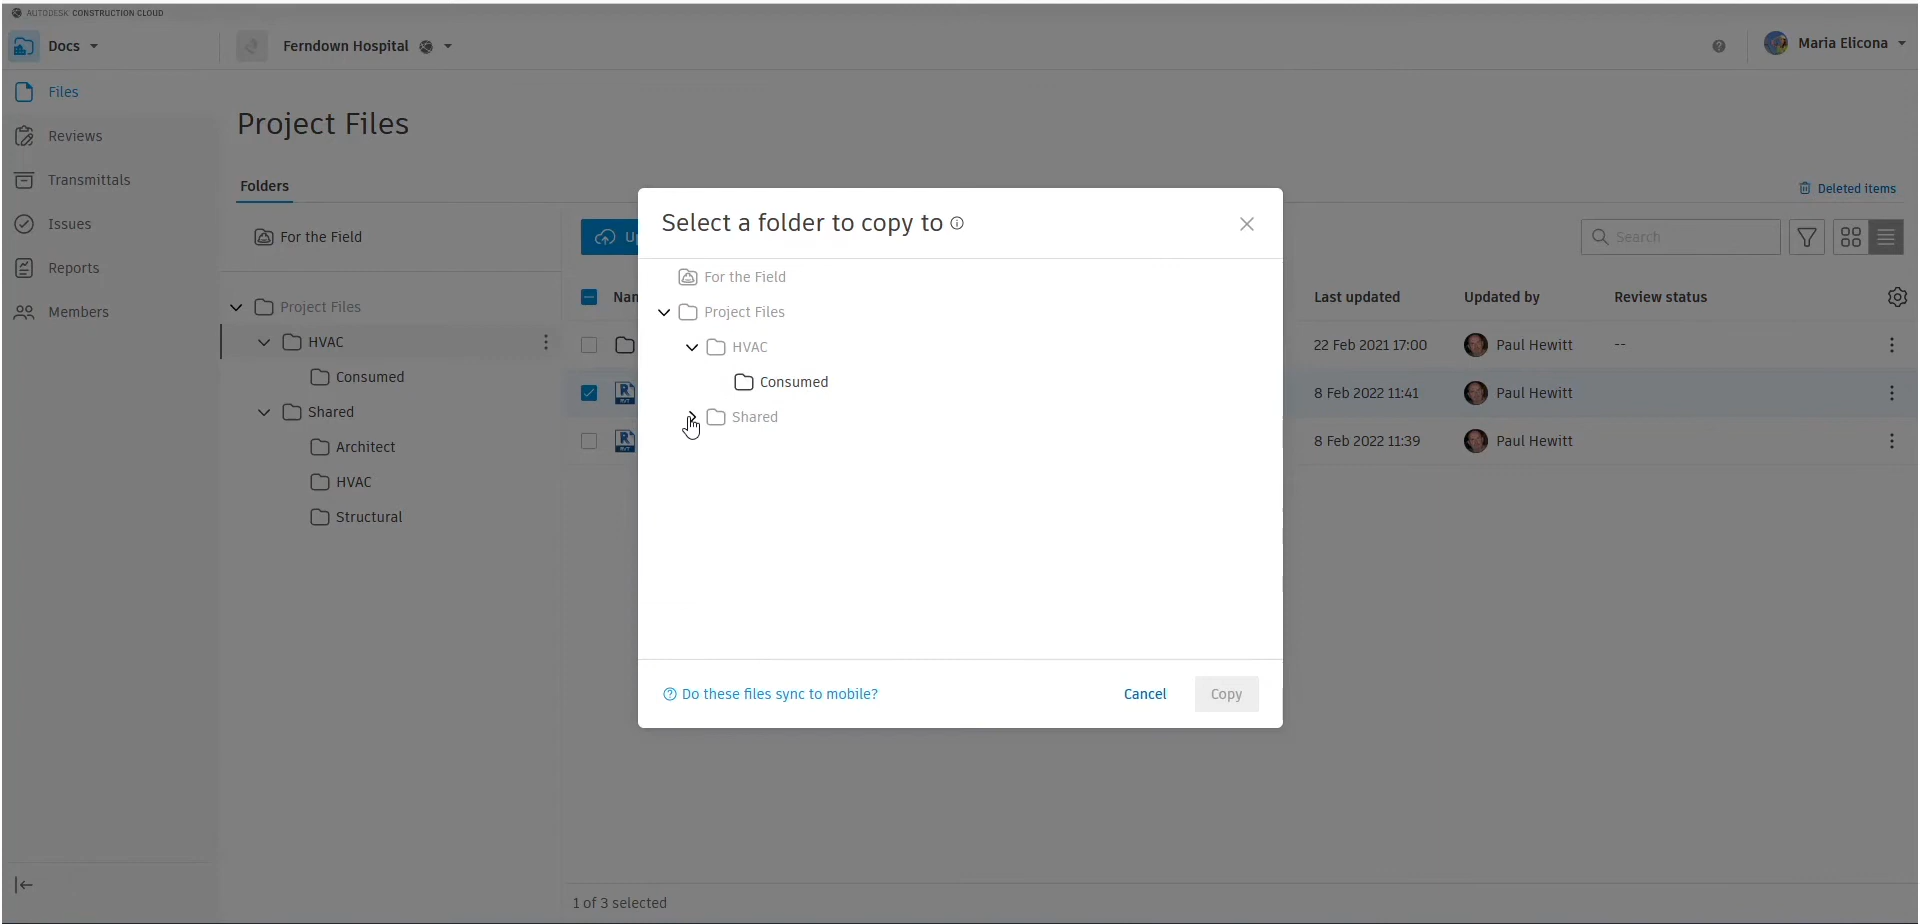 AUTODESK CONSTRUCTION CLOUD
Docs
Ferndown Hospital
Maria Elicona
Files
Reviews
Transmittals
Issues
Reports
Members
Project Files
Folders
Deleted items
For the Field
Project Files
HVAC
Consumed
Shared
Architect
HVAC
Structural
Search
Last updated
Updated by
Review status
22 Feb 2021 17:00
Paul Hewitt
--
8 Feb 2022 11:41
Paul Hewitt
8 Feb 2022 11:39
Paul Hewitt
1 of 3 selected
Select a folder to copy to
For the Field
Project Files
HVAC
Consumed
Shared
Do these files sync to mobile?
Cancel
Copy